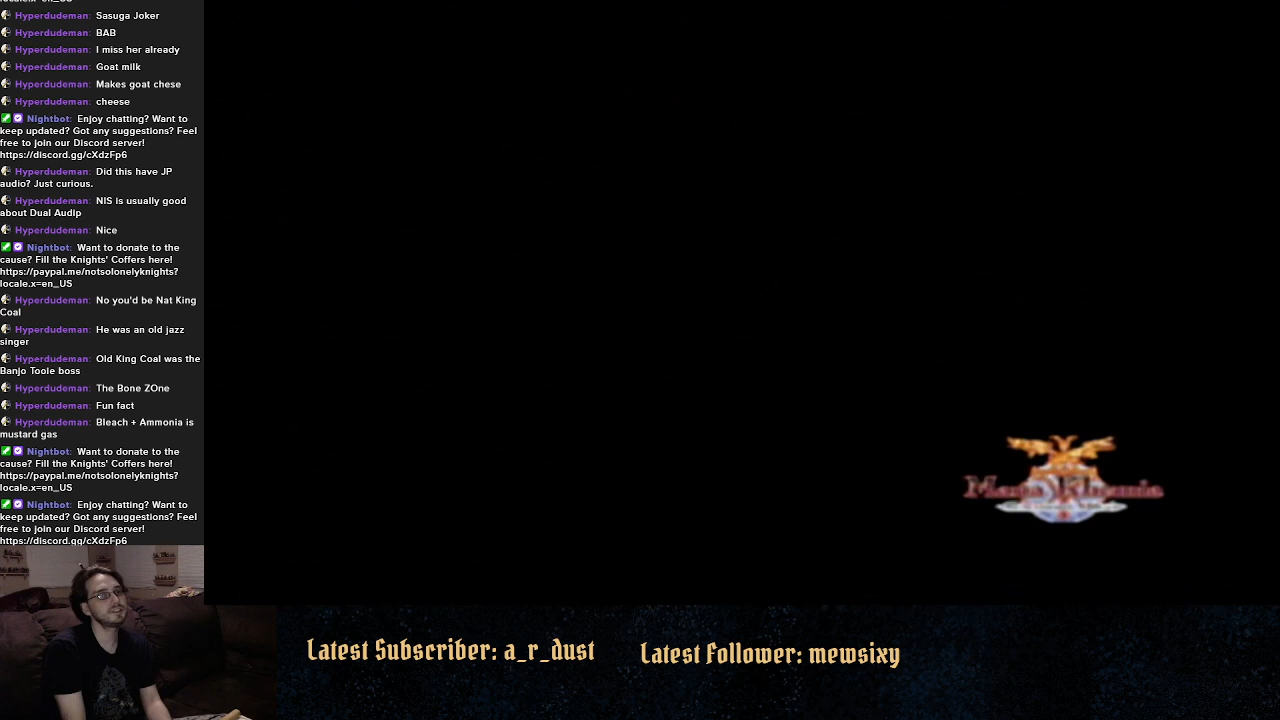 locale.x=en_US
Hyperdudeman: Sasuga Joker
Hyperdudeman: BAB
Hyperdudeman: I miss her already
Hyperdudeman: Goat milk
Hyperdudeman: Makes goat chese
Hyperdudeman: cheese
Nightbot: Enjoy chatting? Want to
keep updated? Got any suggestions? Feel
free to join our Discord server!
https://discord.gg/cXdzFp6
Hyperdudeman: Did this have JP
audio? Just curious.
Hyperdudeman: NIS is usually good
about Dual Audip
Hyperdudeman: Nice
Nightbot: Want to donate to the
cause? Fill the Knights' Coffers here!
https://paypal.me/notsolonelyknights?
locale.x=en_US
Hyperdudeman: No you'd be Nat King
Coal
Hyperdudeman: He was an old jazz
singer
Hyperdudeman: Old King Coal was the
Banjo Toole boss
Hyperdudeman: The Bone ZOne
Hyperdudeman: Fun fact
Hyperdudeman: Bleach + Ammonia is
mustard gas
Nightbot: Want to donate to the
cause? Fill the Knights' Coffers here!
https://paypal.me/notsolonelyknights?
locale.x=en_US
Nightbot: Enjoy chatting? Want to
keep updated? Got any suggestions? Feel
free to join our Discord server!
https://discord.gg/cXdzFp6
Mana Khemia
Latest Subscriber: a_r_dust
Latest Follower: mewsixy